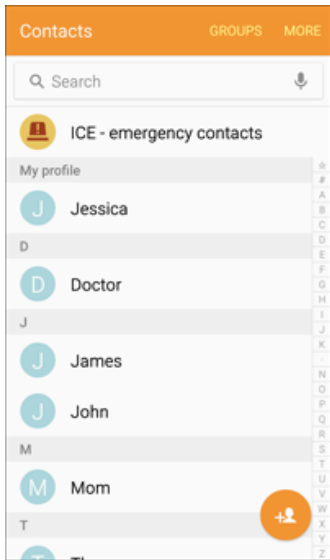 Contacts
GROUPS MORE
Search
ICE - emergency contacts
My profile
J Jessica
D
D Doctor
J
J James
J John
M
M Mom
T
#
A
B
C
D
E
F
G
H
I
J
K
N
O
P
Q
R
S
T
U
V
W
X
Y
Z